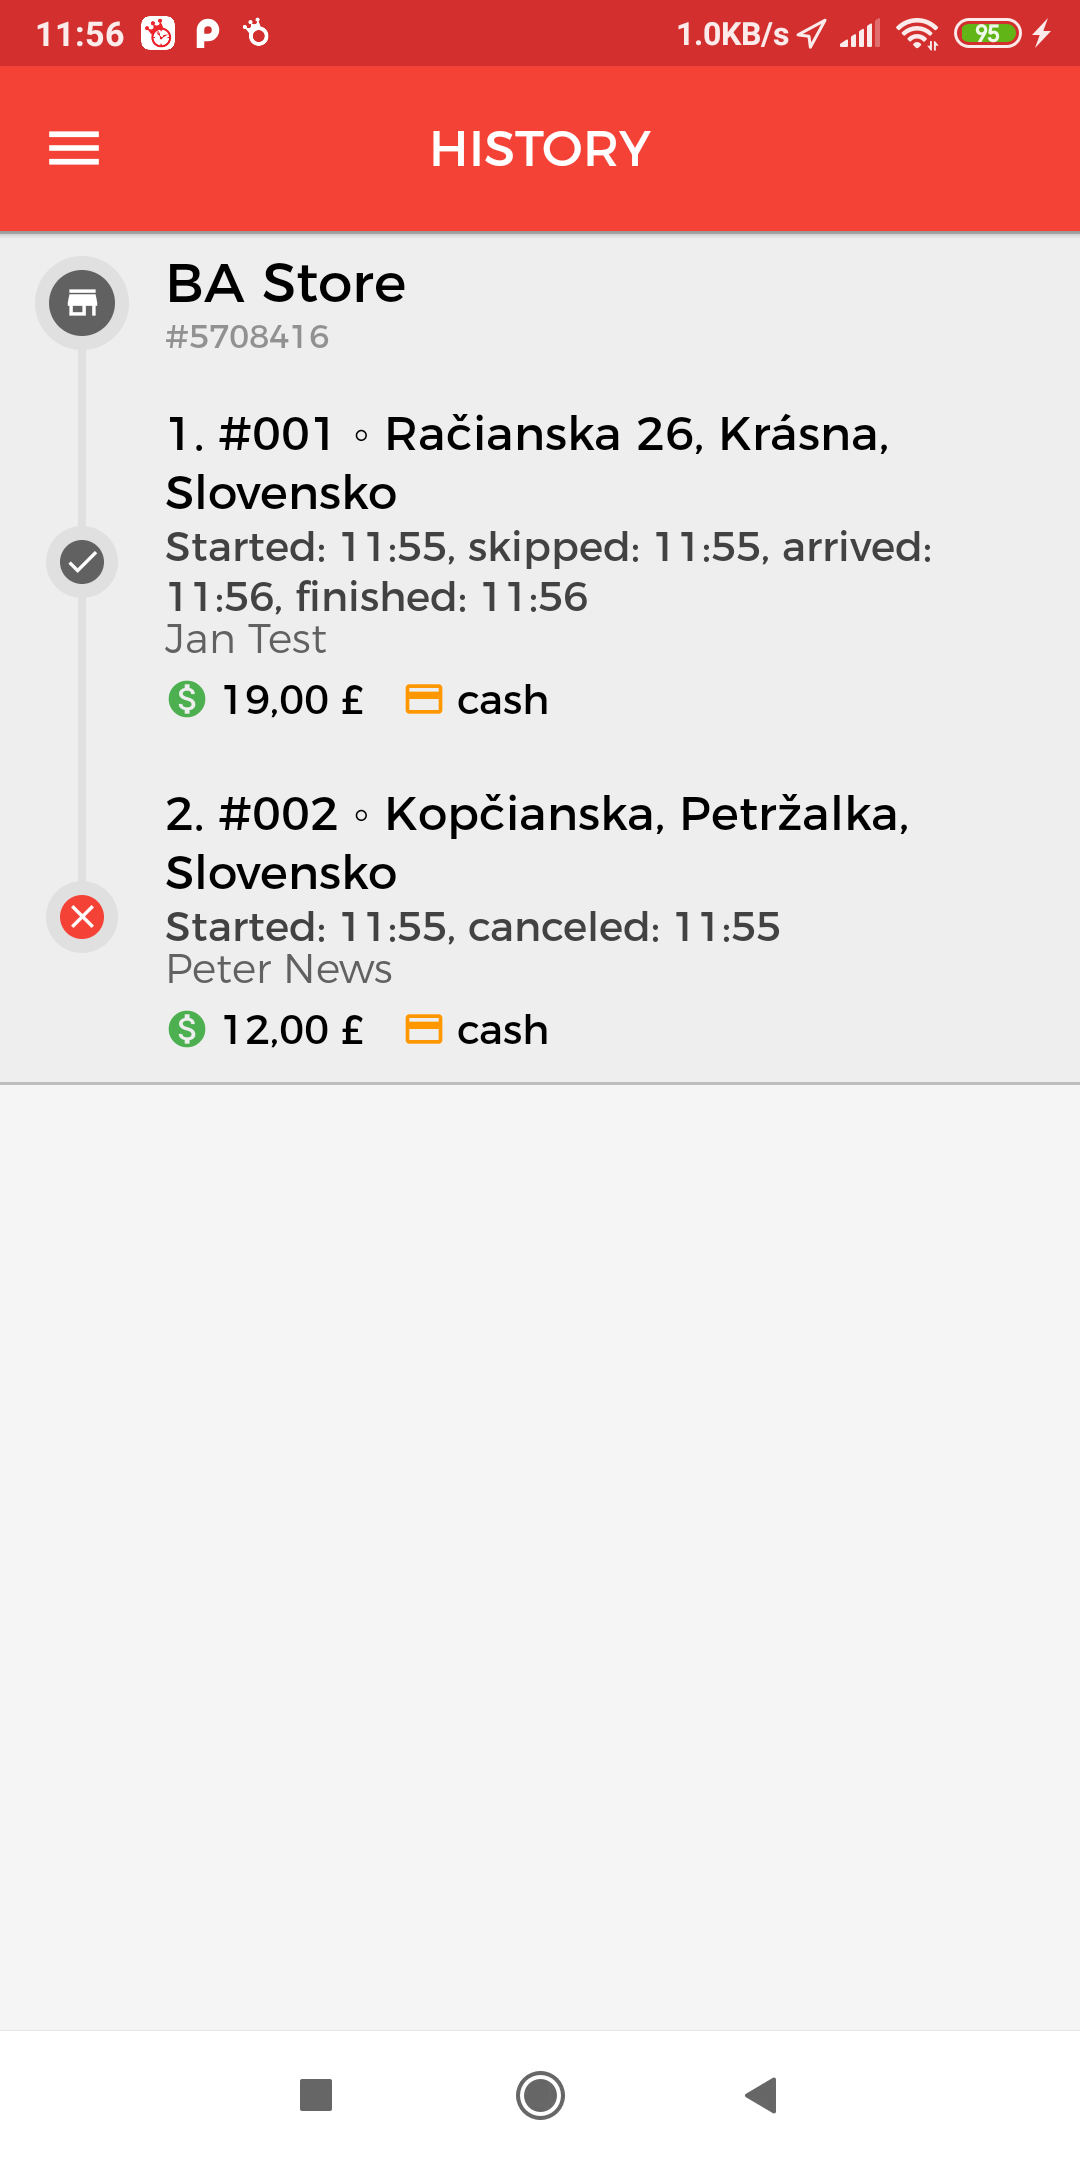 11:56 1.0KB/s 95
HISTORY
BA Store
#5708416
1. #001 ◦ Račianska 26, Krásna,
Slovensko
Started: 11:55, skipped: 11:55, arrived:
11:56, finished: 11:56
Jan Test
19,00 £ cash
2. #002 ◦ Kopčianska, Petržalka,
Slovensko
Started: 11:55, canceled: 11:55
Peter News
12,00 £ cash